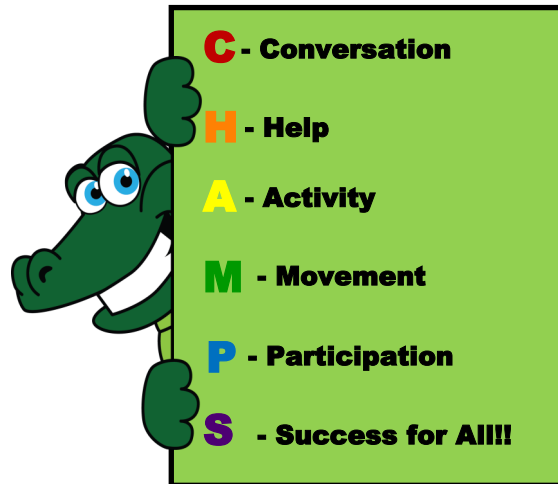 C - Conversation
H - Help
A - Activity
M - Movement
P - Participation
S - Success for All!!